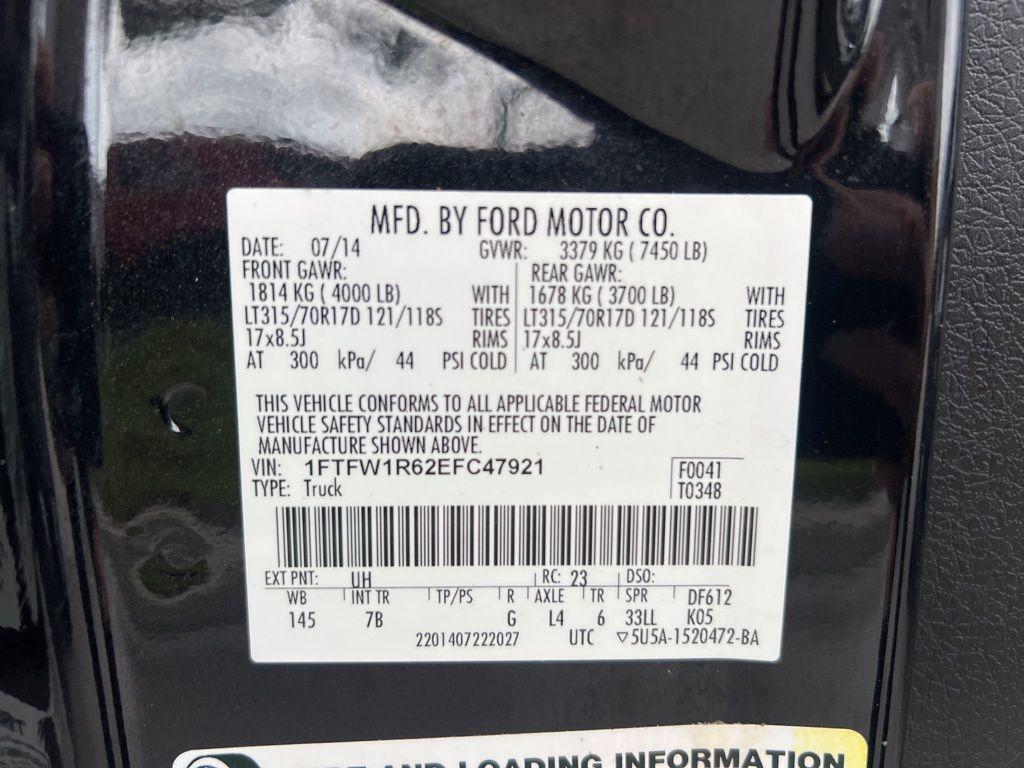 MFD. BY FORD MOTOR CO.
DATE: 07/14 GVWR: 3379 KG ( 7450 LB)
FRONT GAWR: REAR GAWR:
1814 KG ( 4000 LB) WITH 1678 KG ( 3700 LB) WITH
LT315/70R17D 121/118S TIRES LT315/70R17D 121/118S TIRES
17x8.5J RIMS 17x8.5J RIMS
AT 300 kPa/ 44 PSI COLD AT 300 kPa/ 44 PSI COLD
THIS VEHICLE CONFORMS TO ALL APPLICABLE FEDERAL MOTOR
VEHICLE SAFETY STANDARDS IN EFFECT ON THE DATE OF
MANUFACTURE SHOWN ABOVE.
VIN: 1FTFW1R62EFC47921 F0041
TYPE: Truck T0348
EXT PNT: UH RC: 23 DSO:
WB INT TR TP/PS R AXLE TR SPR DF612
145 7B G L4 6 33LL K05
2201407222027 UTC ▽5U5A-1520472-BA
AND LOADING INFORMATION